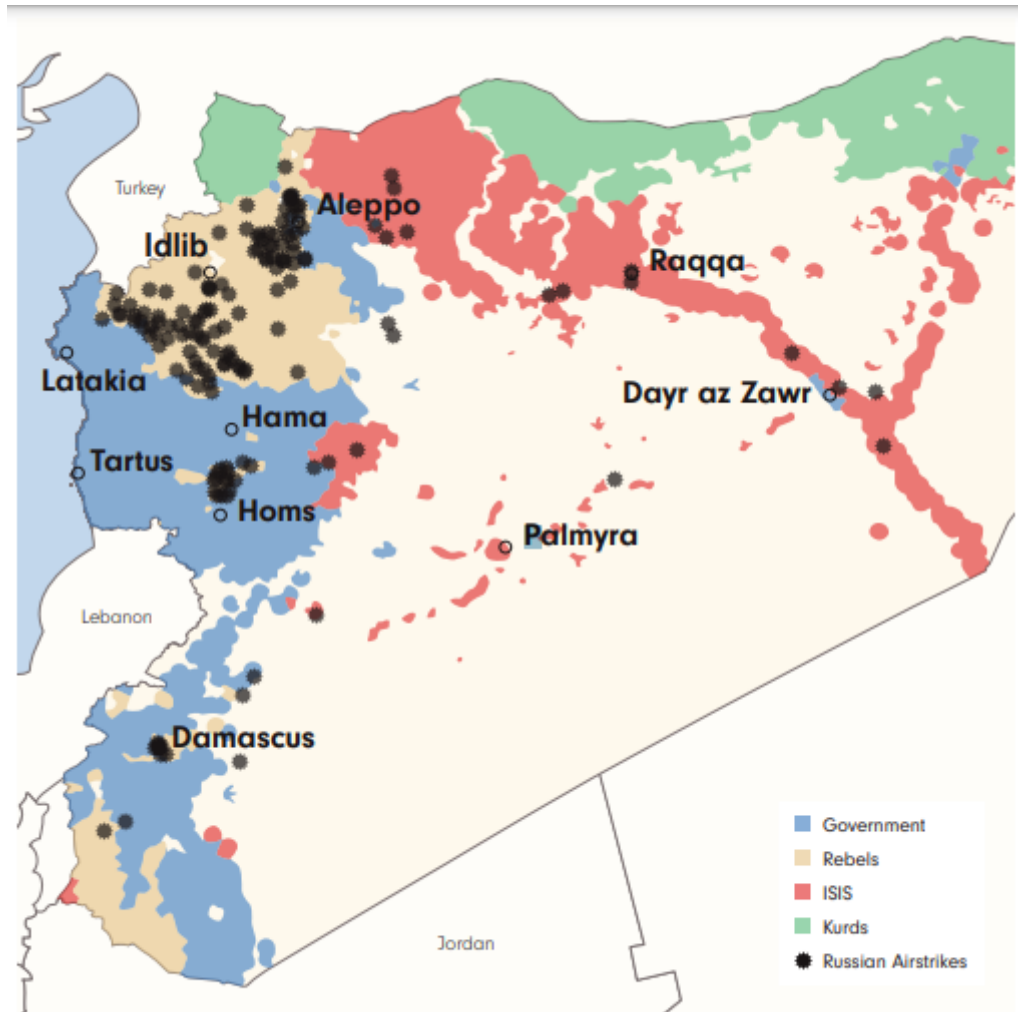 Turkey
Aleppo
Idlib
Raqqa
Latakia
Dayr az Zawr
Hama
Tartus
Homs
Palmyra
Lebanon
Damascus
Government
Rebels
ISIS
Kurds
Jordan
Russian Airstrikes